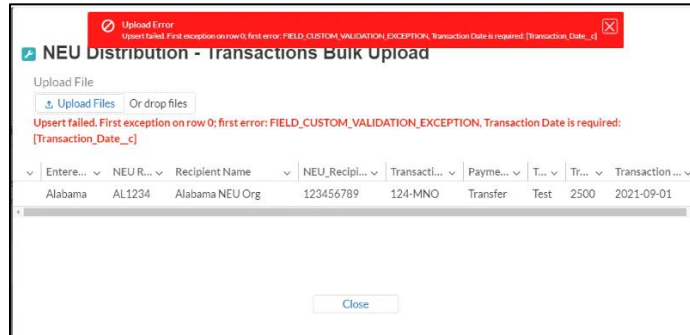 Upload Error
Upsert failed. First exception on row 0; first error: FIELD_CUSTOM_VALIDATION_EXCEPTION, Transaction Date is required: [Transaction_Date__c]
NEU Distribution - Transactions Bulk Upload
Upload File
Upload Files Or drop files
Upsert failed. First exception on row 0; first error: FIELD_CUSTOM_VALIDATION_EXCEPTION, Transaction Date is required:
[Transaction_Date__c]
Entere... NEU R... Recipient Name NEU_Recipi... Transacti... Payme... T... Tr... Transaction ...
Alabama AL1234 Alabama NEU Org 123456789 124-MNO Transfer Test 2500 2021-09-01
Close